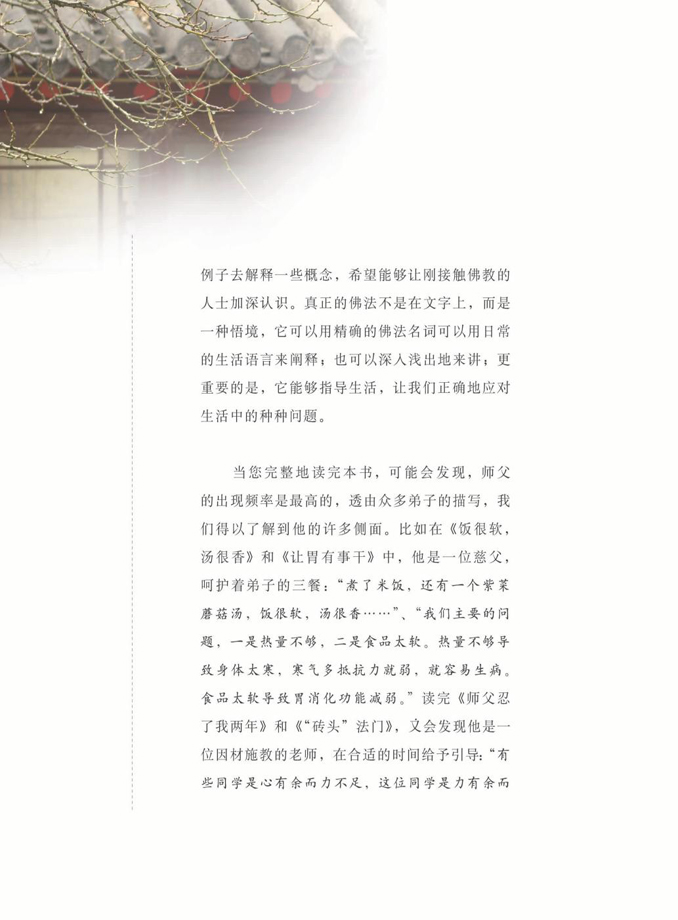 例子去解释一些概念，希望能够让刚接触佛教的
人士加深认识。真正的佛法不是在文字上，而是
一种悟境，它可以用精确的佛法名词可以用日常
的生活语言来阐释；也可以深入浅出地来讲；更
重要的是，它能够指导生活，让我们正确地应对
生活中的种种问题。
当您完整地读完本书，可能会发现，师父
的出现频率是最高的，透由众多弟子的描写，我
们得以了解到他的许多侧面。比如在《饭很软，
汤很香》和《让胃有事干》中，他是一位慈父，
呵护着弟子的三餐：“煮了米饭，还有一个紫菜
蘑菇汤，饭很软，汤很香……”、“我们主要的问
题，一是热量不够，二是食品太软。热量不够导
致身体太寒，寒气多抵抗力就弱，就容易生病。
食品太软导致胃消化功能减弱。”读完《师父忍
了我两年》和《“砖头”法门》，又会发现他是一
位因材施教的老师，在合适的时间给予引导：“有
些同学是心有余而力不足，这位同学是力有余而